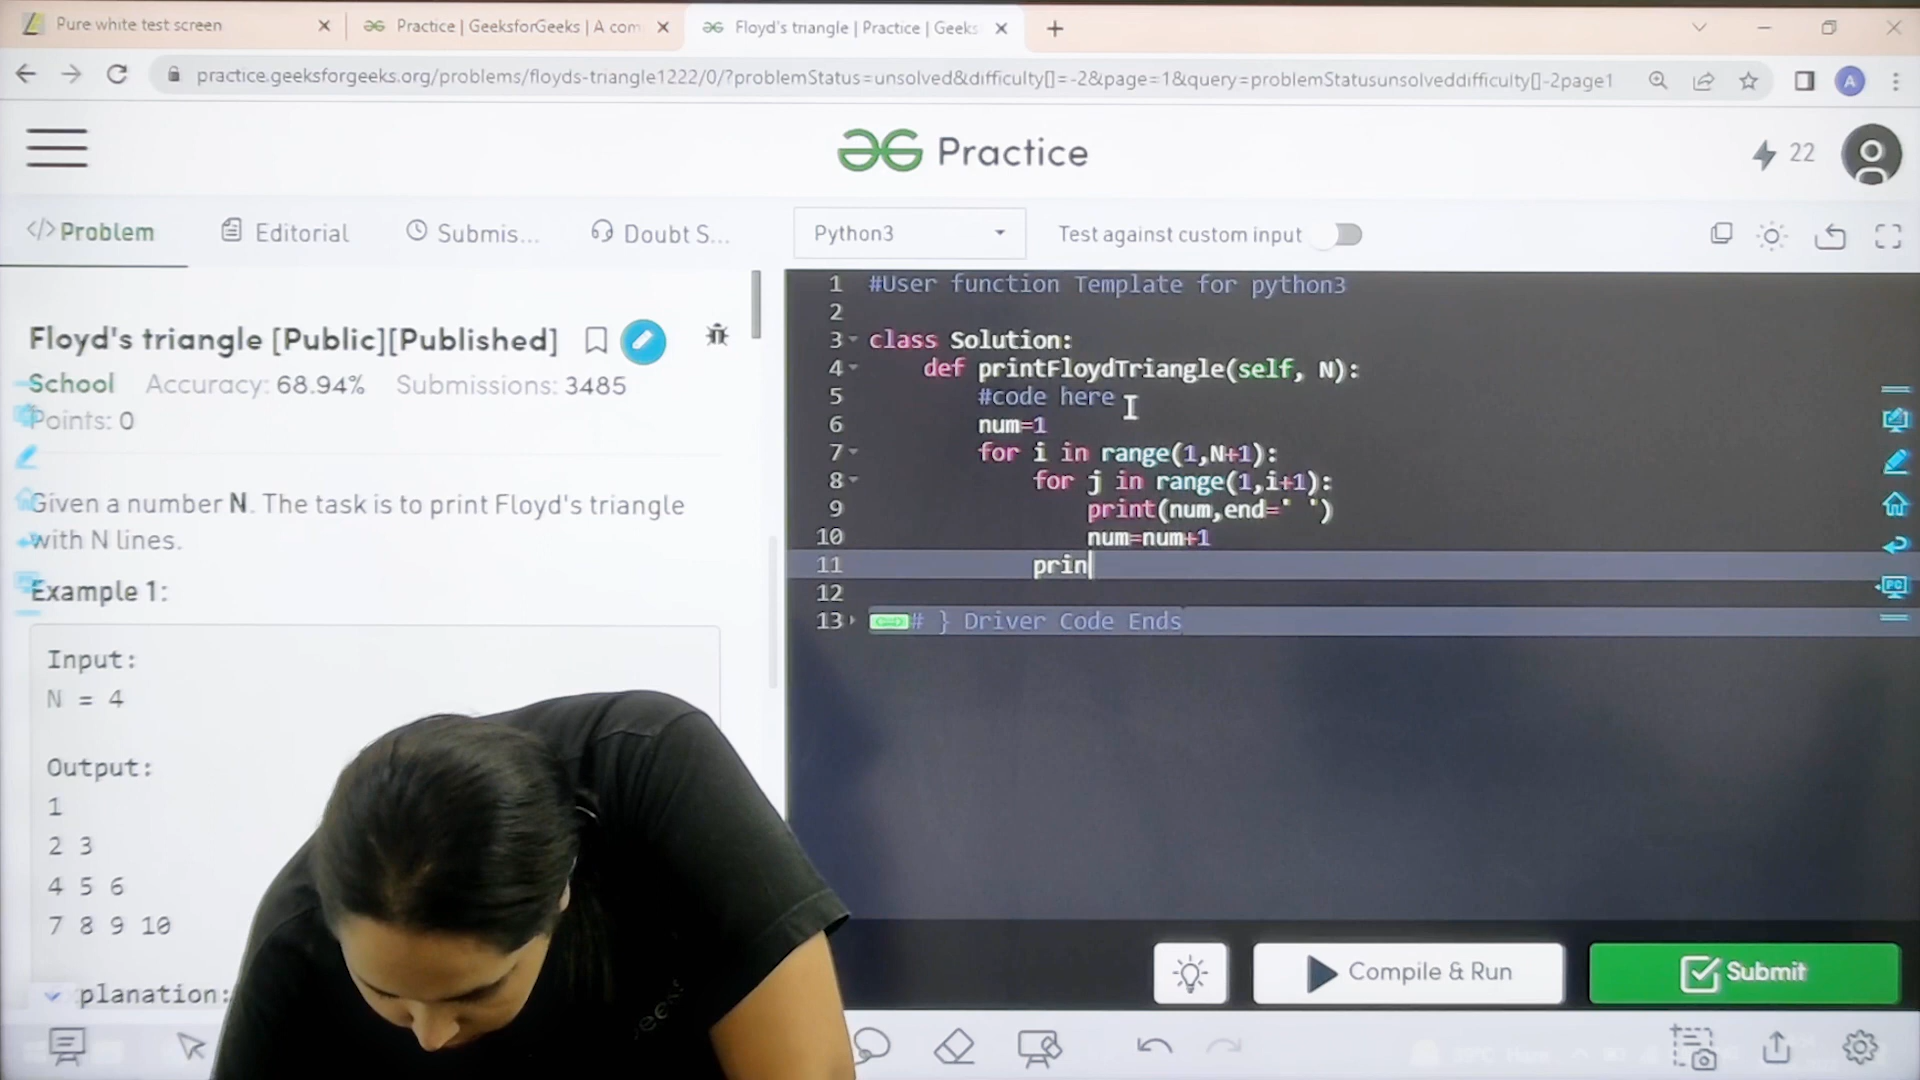 Pure white test screen
Practice | GeeksforGeeks | A com
Floyd's triangle | Practice | Geeks
practice.geeksforgeeks.org/problems/floyds-triangle1222/0/?problemStatus=unsolved&difficulty[]=-2&page=1&query=problemStatusunsolveddifficulty[]-2page1
A
Practice
22
</> Problem
Editorial
Submis...
Doubt S...
Python3
Test against custom input
Floyd's triangle [Public][Published]
School Accuracy: 68.94% Submissions: 3485
Points: 0
Given a number N. The task is to print Floyd's triangle
with N lines.
Example 1:
Input:
N = 4
Output:
1
2 3
4 5 6
7 8 9 10
planation:
1 #User function Template for python3
2
3 class Solution:
4 def printFloydTriangle(self, N):
5 #code here
6 num=1
7 for i in range(1,N+1):
8 for j in range(1,i+1):
9 print(num,end=' ')
10 num=num+1
11 prin
12
13 # } Driver Code Ends
PC
Compile & Run
Submit